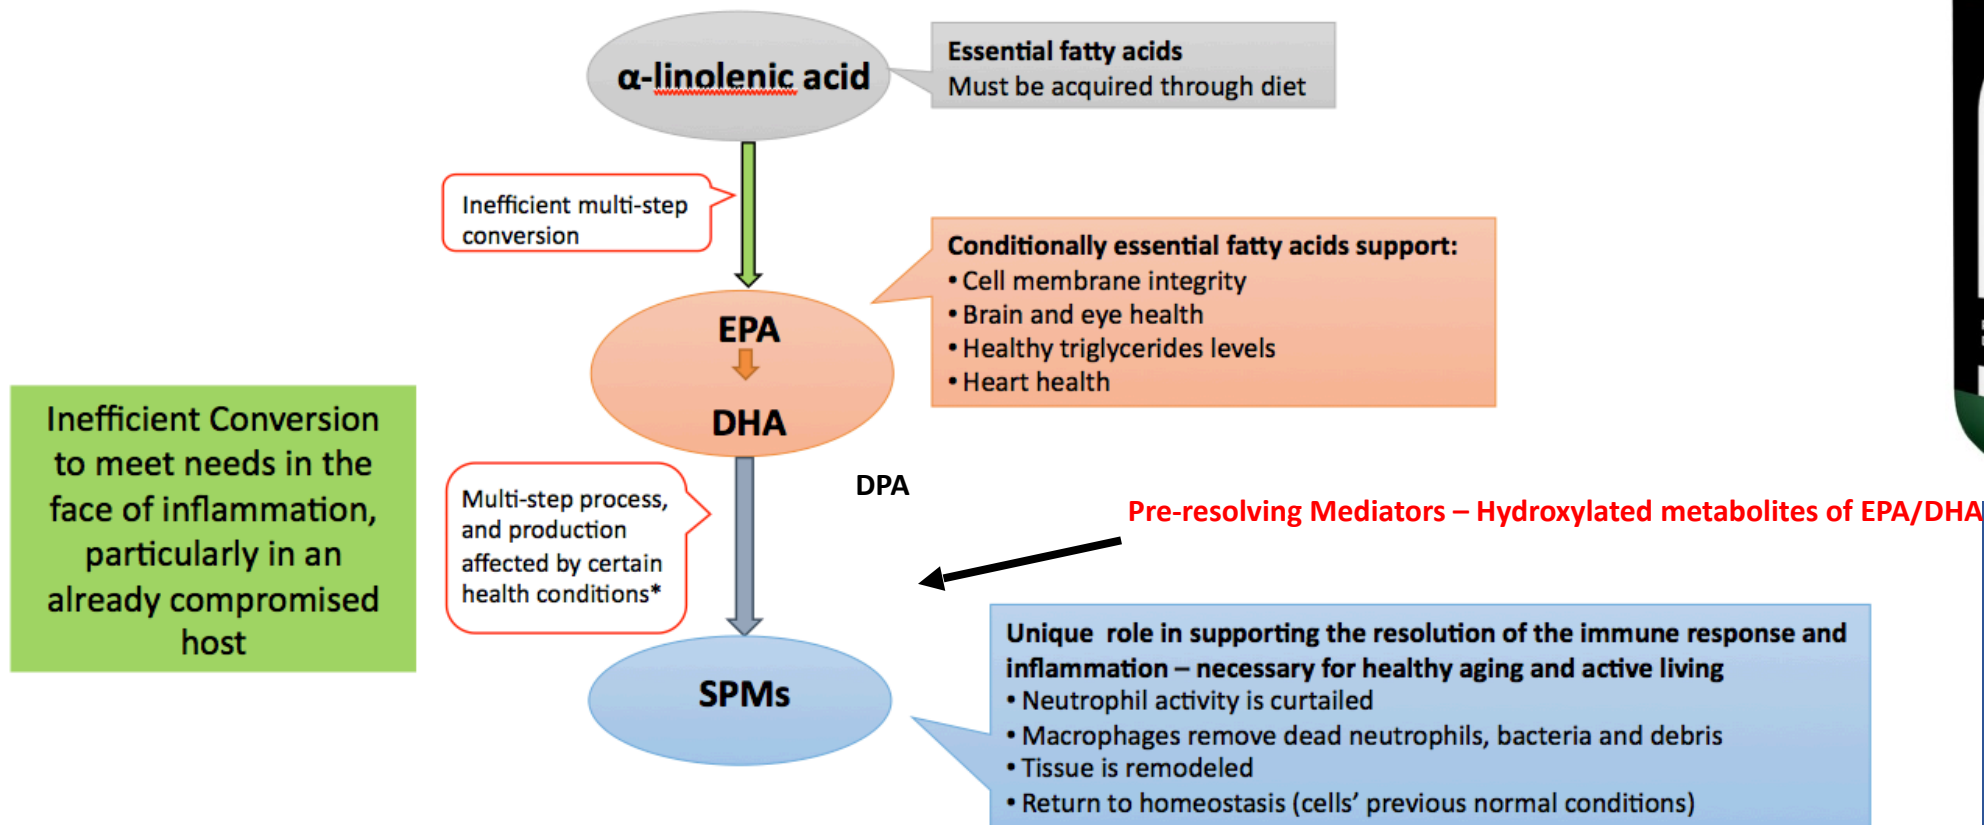 α-linolenic acid
Essential fatty acids
Must be acquired through diet
Inefficient multi-step
conversion
Conditionally essential fatty acids support:
• Cell membrane integrity
• Brain and eye health
• Healthy triglycerides levels
• Heart health
EPA
DHA
Inefficient Conversion
to meet needs in the
face of inflammation,
particularly in an
already compromised
host
Multi-step process,
and production
affected by certain
health conditions*
DPA
Pre-resolving Mediators – Hydroxylated metabolites of EPA/DHA
SPMs
Unique role in supporting the resolution of the immune response and
inflammation – necessary for healthy aging and active living
• Neutrophil activity is curtailed
• Macrophages remove dead neutrophils, bacteria and debris
• Tissue is remodeled
• Return to homeostasis (cells’ previous normal conditions)